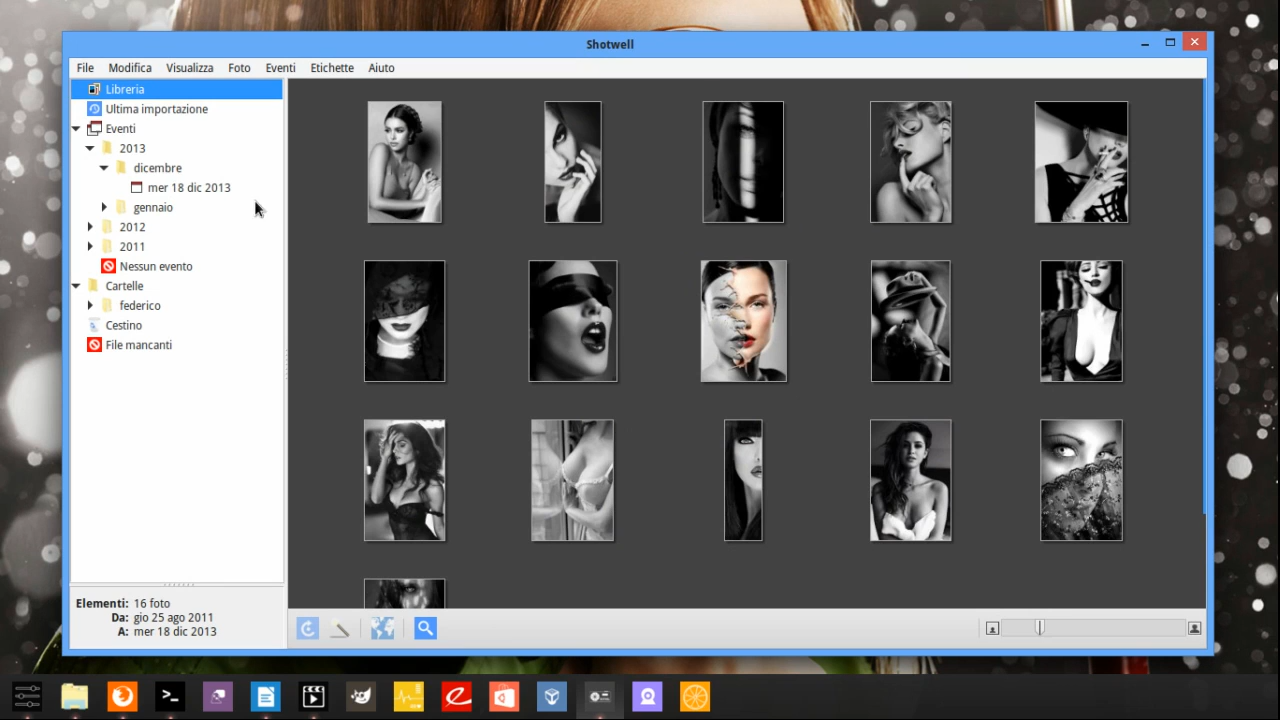 Shotwell
File Modifica Visualizza Foto Eventi Etichette Aiuto
Libreria
Ultima importazione
Eventi
2013
dicembre
mer 18 dic 2013
gennaio
2012
2011
Nessun evento
Cartelle
federico
Cestino
File mancanti
Elementi: 16 foto
Da: gio 25 ago 2011
A: mer 18 dic 2013